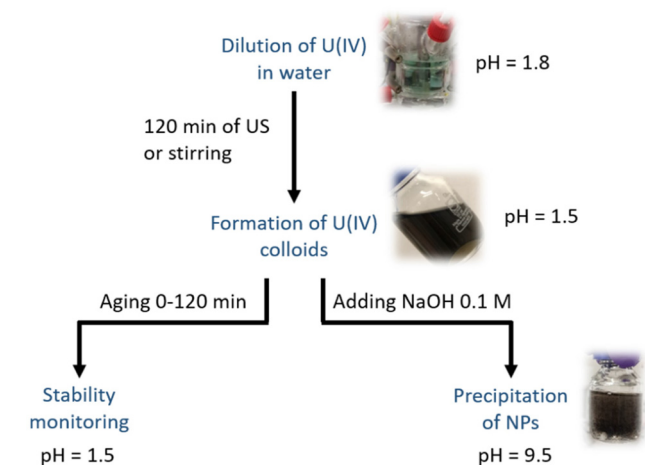 Dilution of U(IV)
in water
pH = 1.8
120 min of US
or stirring
Formation of U(IV)
colloids
pH = 1.5
Aging 0-120 min
Adding NaOH 0.1 M
Stability
monitoring
pH = 1.5
Precipitation
of NPs
pH = 9.5